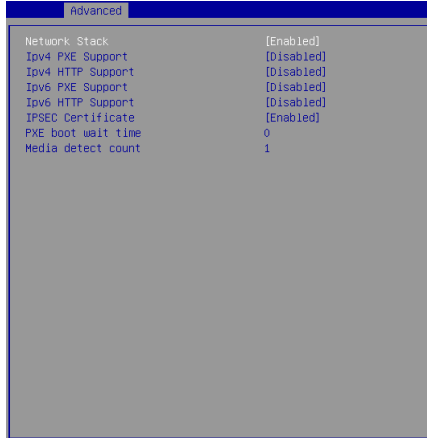 Advanced
Network Stack [Enabled]
Ipv4 PXE Support [Disabled]
Ipv4 HTTP Support [Disabled]
Ipv6 PXE Support [Disabled]
Ipv6 HTTP Support [Disabled]
IPSEC Certificate [Enabled]
PXE boot wait time 0
Media detect count 1